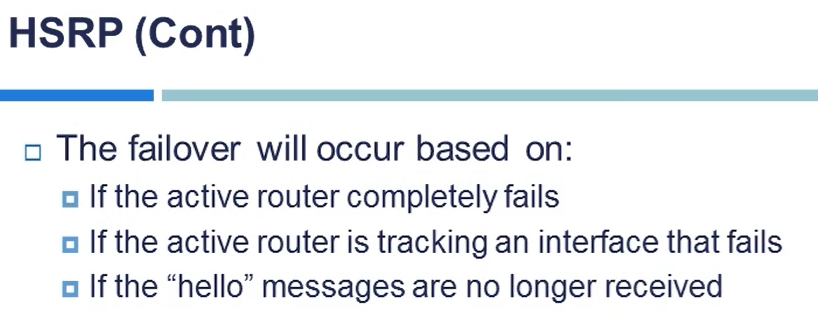 HSRP (Cont)
The failover will occur based on:
If the active router completely fails
If the active router is tracking an interface that fails
If the “hello” messages are no longer received